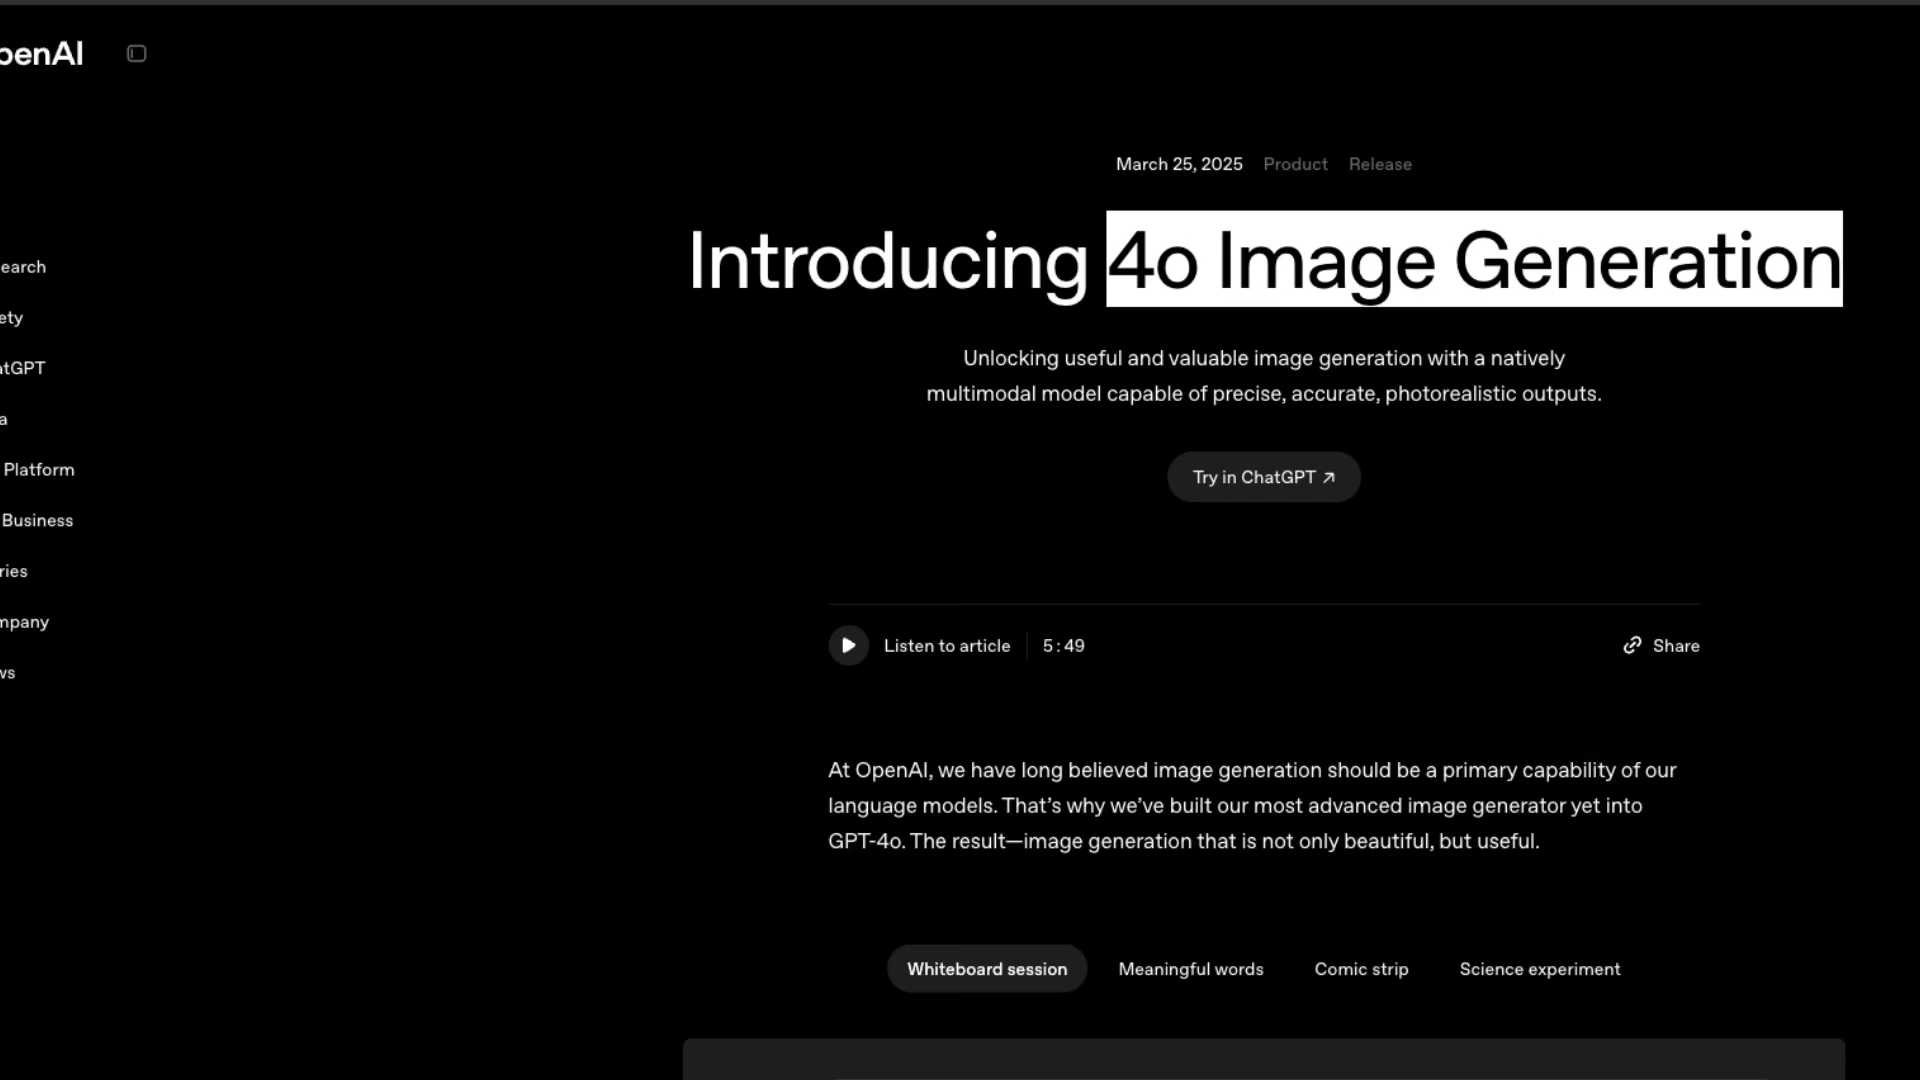 penAI
March 25, 2025 Product Release
Introducing 4o Image Generation
Unlocking useful and valuable image generation with a natively
multimodal model capable of precise, accurate, photorealistic outputs.
Try in ChatGPT ↗
Listen to article 5:49
Share
At OpenAI, we have long believed image generation should be a primary capability of our
language models. That’s why we’ve built our most advanced image generator yet into
GPT-4o. The result—image generation that is not only beautiful, but useful.
Whiteboard session Meaningful words Comic strip Science experiment
earch
ety
atGPT
a
Platform
Business
ries
mpany
ws